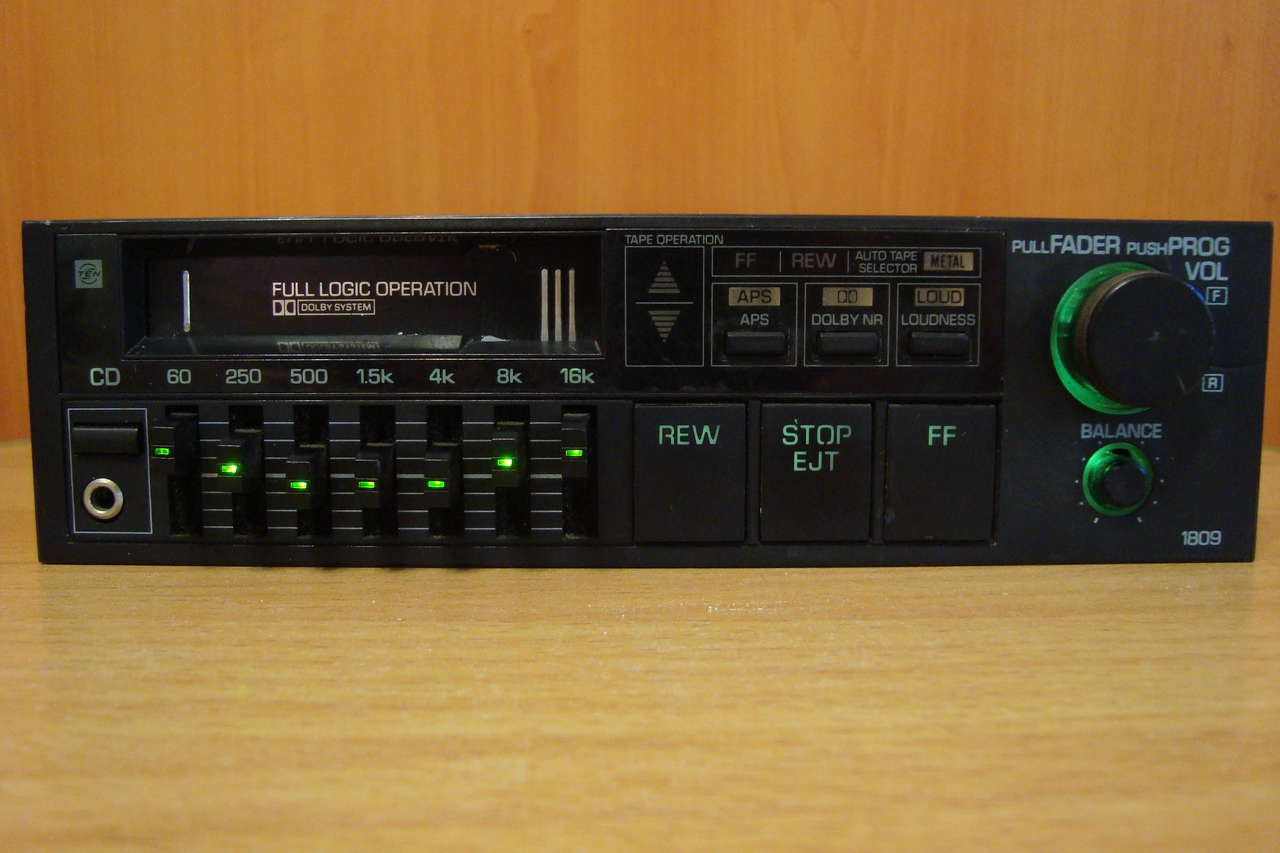 TEN
FULL LOGIC OPERATION
DOLBY SYSTEM
TAPE OPERATION
FF REW AUTO TAPE SELECTOR METAL
APS LOUD
APS DOLBY NR LOUDNESS
PULL FADER PUSH PROG
VOL
F
R
CD 60 250 500 1.5k 4k 8k 16k
REW STOP EJT FF
BALANCE
1809